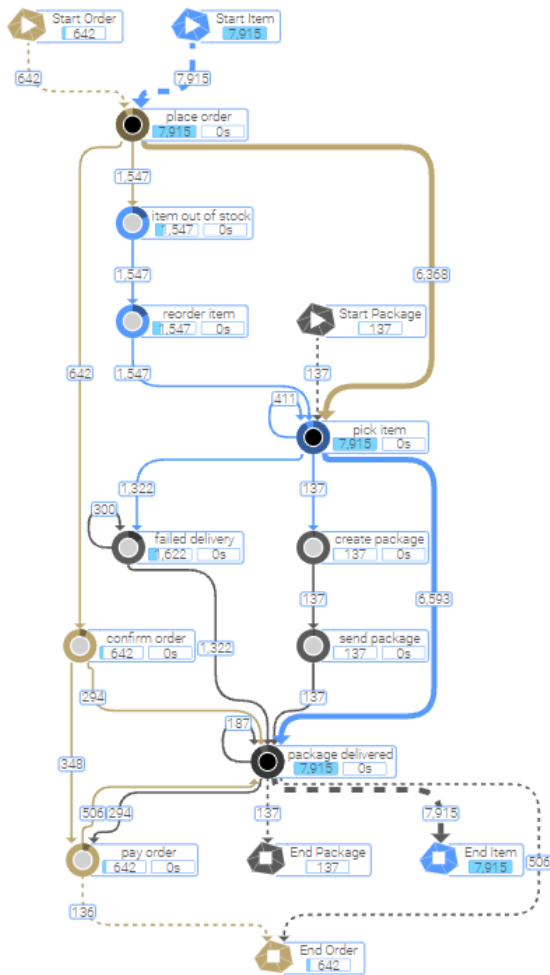 Start Order
642
Start Item
7,915
642
7,915
place order
7,915 0s
1,547
item out of stock
1,547 0s
1,547
6,368
reorder item
1,547 0s
Start Package
137
642
1,547
137
411
pick item
7,915 0s
1,322
137
300
failed delivery
1,622 0s
create package
137 0s
137
6,593
confirm order
642 0s
1,322
send package
137 0s
294
137
187
348
package delivered
7,915 0s
506
294
137
7,915
pay order
642 0s
End Package
137
End Item
7,915
506
136
End Order
642